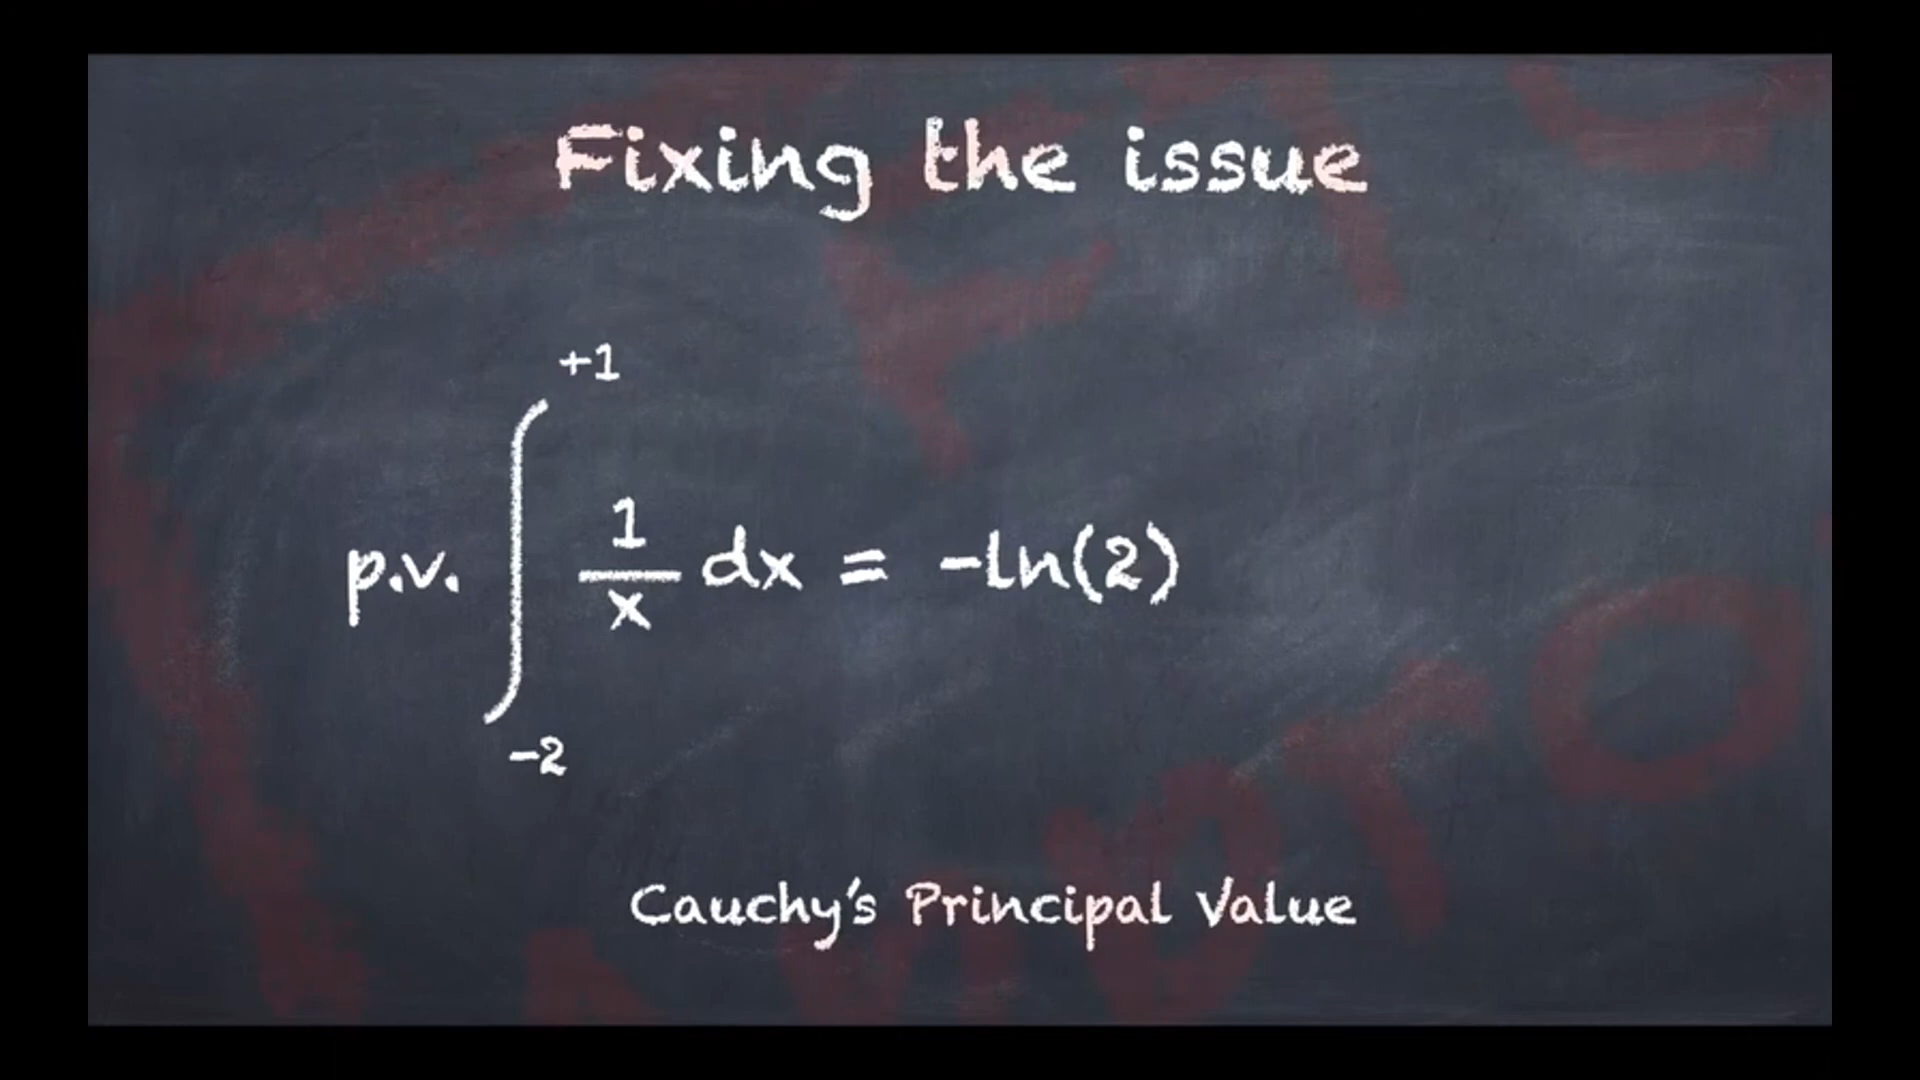 Fixing the issue
+1
p.v. ∫ 1/x dx = -ln(2)
-2
Cauchy's Principal Value